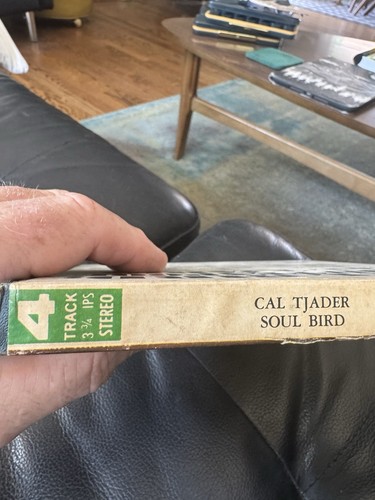 4
TRACK
3 3/4 IPS
STEREO
CAL TJADER
SOUL BIRD